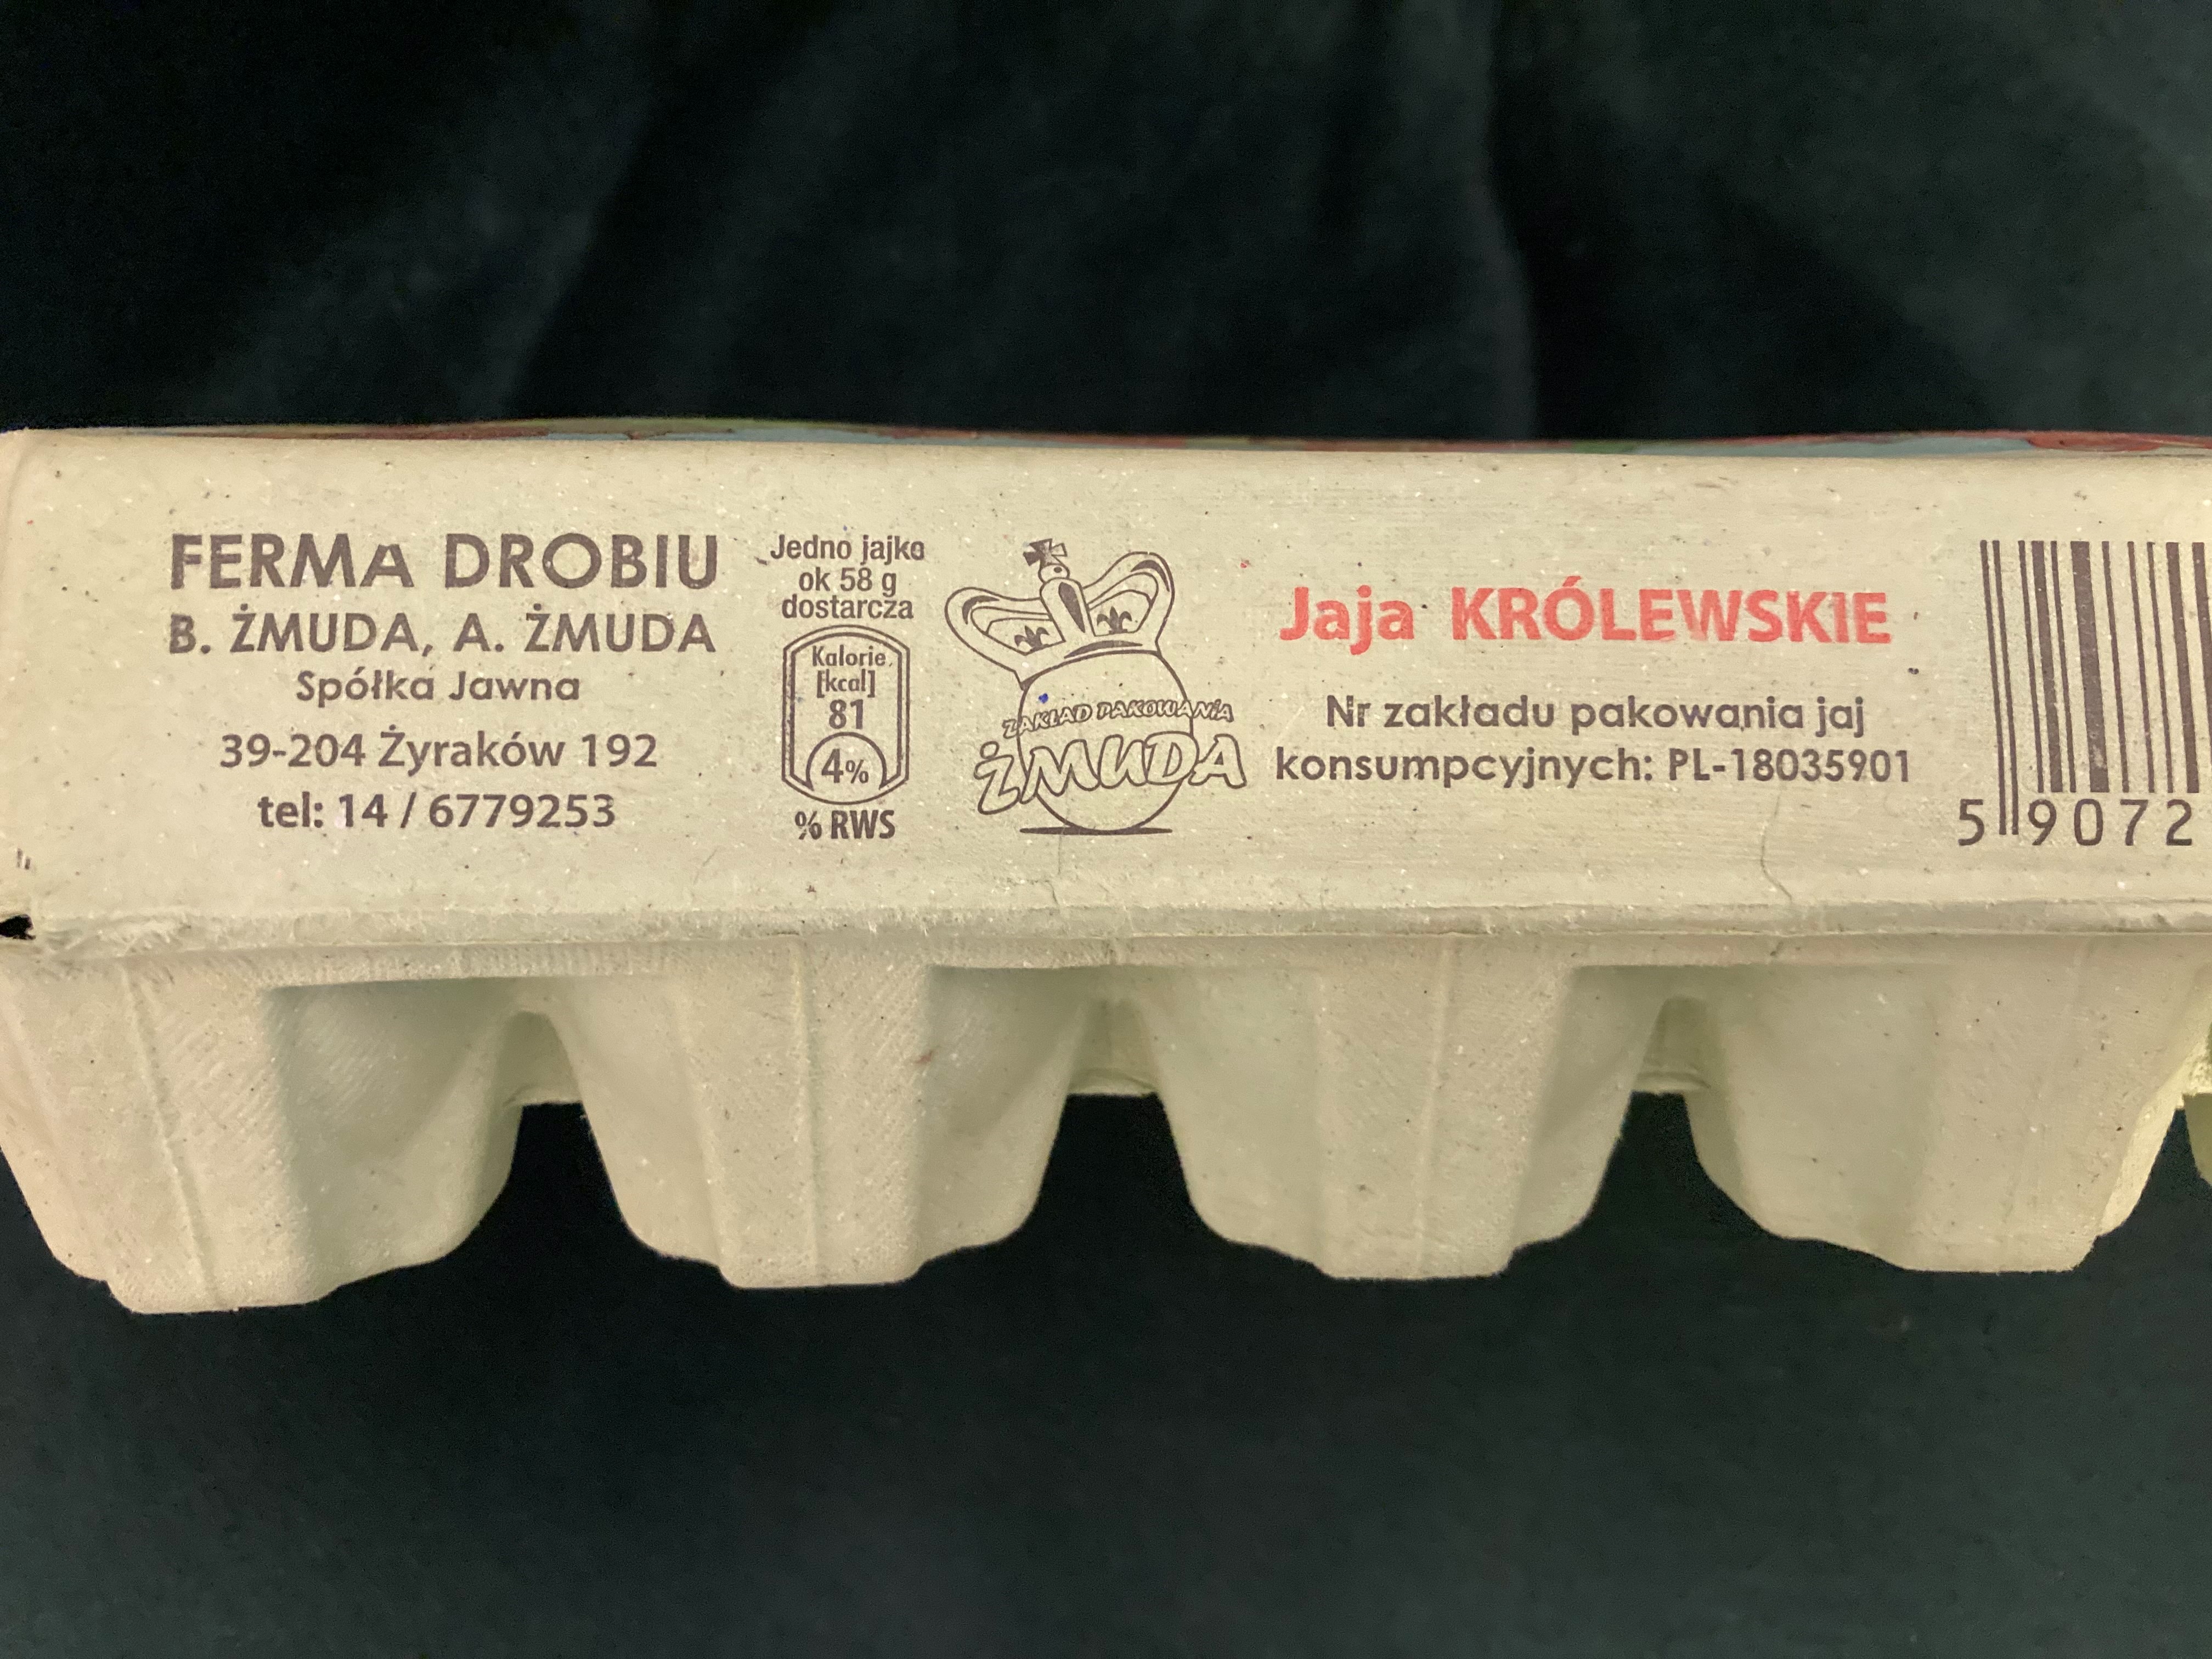 FERMA DROBIU
B. ŻMUDA, A. ŻMUDA
Spółka Jawna
39-204 Żyraków 192
tel: 14 / 6779253
Jedno jajko
ok 58 g
dostarcza
Kalorie
[kcal]
81
4%
% RWS
ZAKŁAD PAKOWANIA
ŻMUDA
Jaja KRÓLEWSKIE
Nr zakładu pakowania jaj
konsumpcyjnych: PL-18035901
5 9072